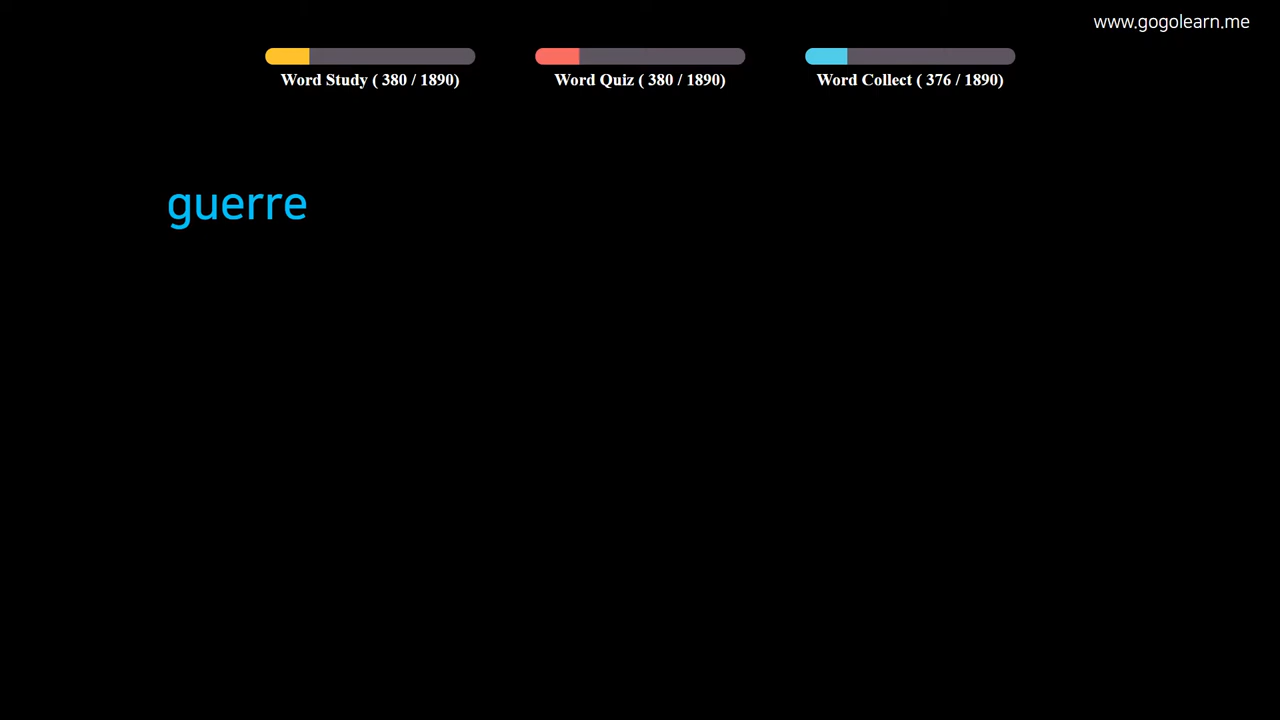 www.gogolearn.me
Word Study ( 380 / 1890)
Word Quiz ( 380 / 1890)
Word Collect ( 376 / 1890)
guerre